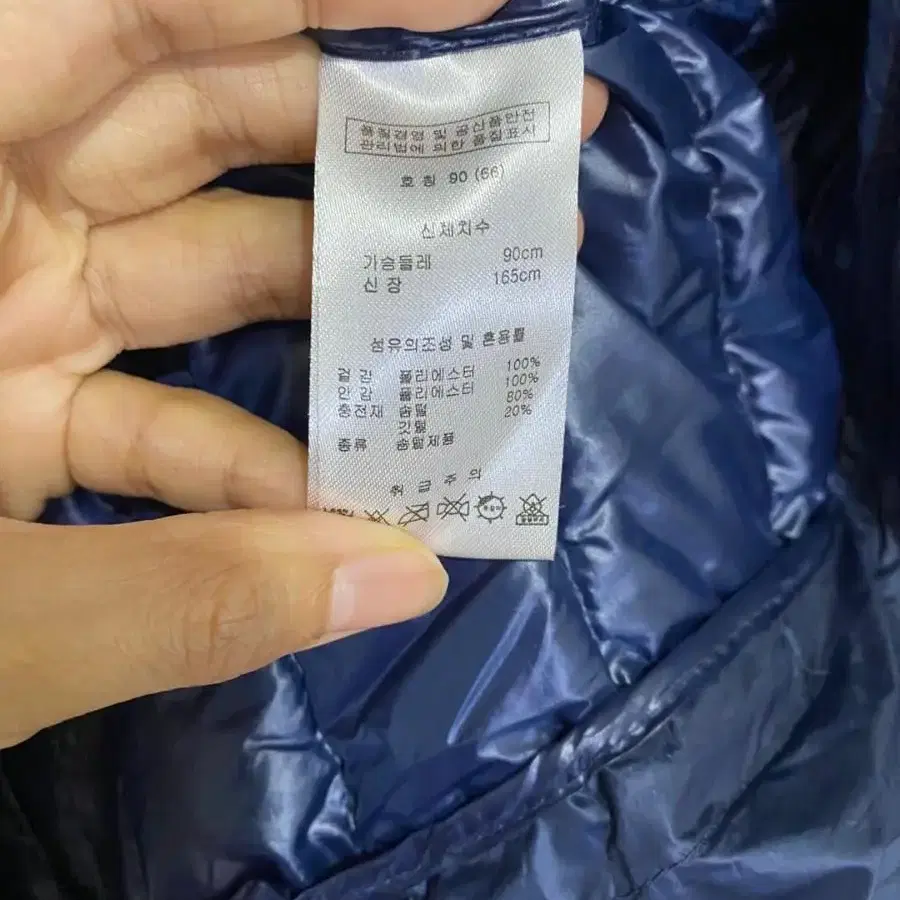 품질경영 및 공산품안전
관리법에 의한 품질표시
호 칭 90 (66)
신체치수
가슴둘레 90cm
신 장 165cm
섬유의조성 및 혼용률
겉 감 폴리에스터 100%
안 감 폴리에스터 100%
충전재 솜털 80%
깃털 20%
종류 솜털제품
취 급 주 의